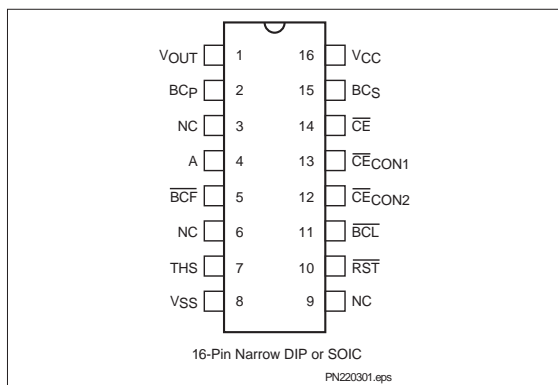 VOUT 1 16 VCC
BCP 2 15 BCS
NC 3 14 CE
A 4 13 CECON1
BCF 5 12 CECON2
NC 6 11 BCL
THS 7 10 RST
VSS 8 9 NC
16-Pin Narrow DIP or SOIC
PN220301.eps